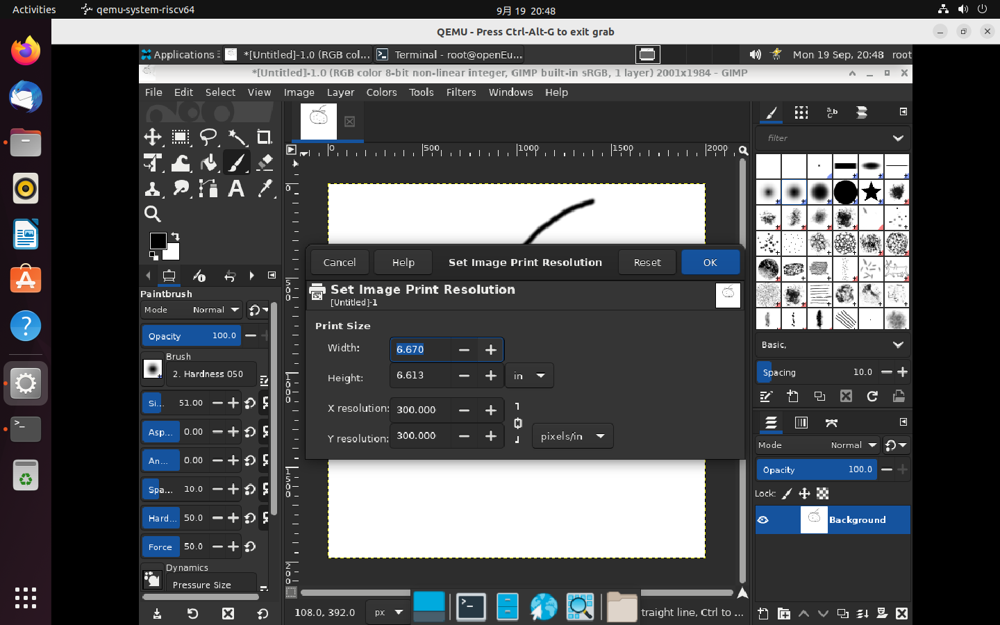 Activities
qemu-system-riscv64
9月 19 20:48
QEMU - Press Ctrl-Alt-G to exit grab
Applications
*[Untitled]-1.0 (RGB col...
Terminal - root@openEu...
Mon 19 Sep, 20:48
root
*[Untitled]-1.0 (RGB color 8-bit non-linear integer, GIMP built-in sRGB, 1 layer) 2001x1984 – GIMP
File Edit Select View Image Layer Colors Tools Filters Windows Help
0 500 1000 1500 2000
filter
Cancel Help Set Image Print Resolution Reset OK
Set Image Print Resolution
[Untitled]-1
Print Size
Width: 6.670
Height: 6.613 in
X resolution: 300.000
Y resolution: 300.000 pixels/in
Paintbrush
Mode Normal
Opacity 100.0
Brush
2. Hardness 050
Si... 51.00
Asp... 0.00
An... 0.00
Spa... 10.0
Hard... 50.0
Force 50.0
Dynamics
Pressure Size
0
500
1000
1500
200
108.0, 392.0
px
traight line, Ctrl to ...
Basic,
Spacing 10.0
Mode Normal
Opacity 100.0
Lock:
Background